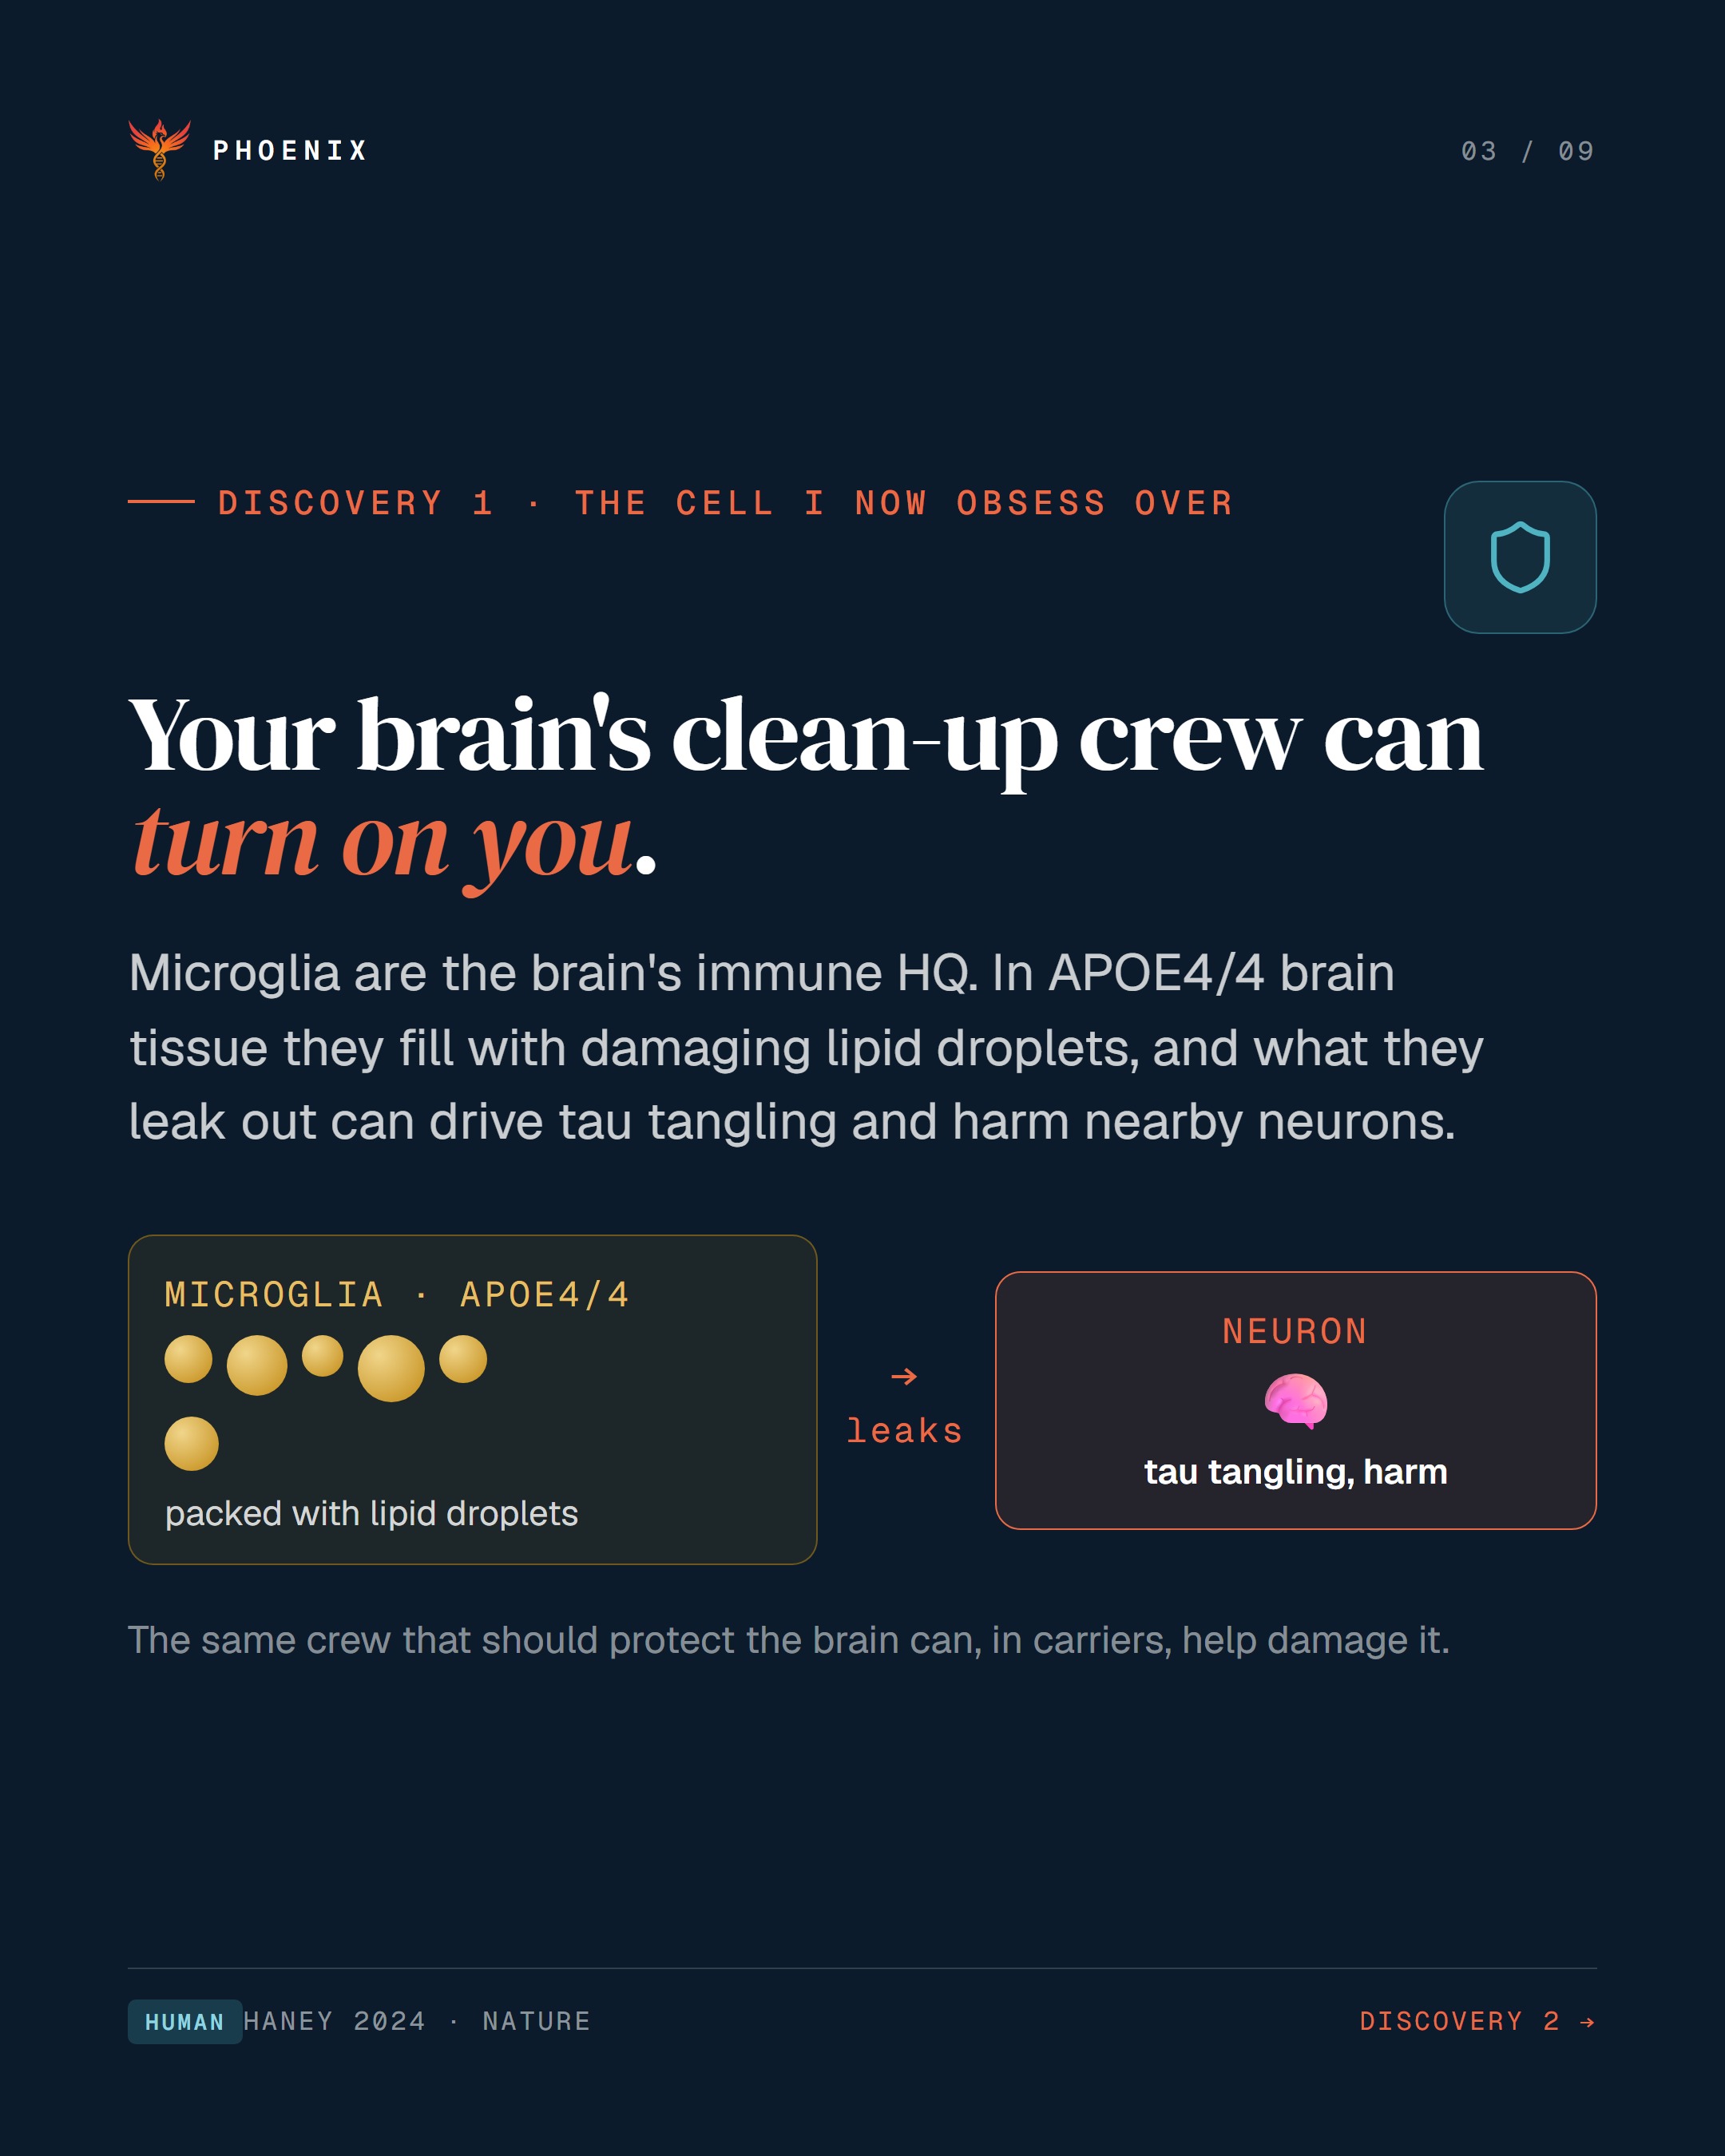 PHOENIX
03 / 09
DISCOVERY 1 · THE CELL I NOW OBSESS OVER
Your brain's clean-up crew can
turn on you.
Microglia are the brain's immune HQ. In APOE4/4 brain
tissue they fill with damaging lipid droplets, and what they
leak out can drive tau tangling and harm nearby neurons.
MICROGLIA · APOE4/4
packed with lipid droplets
→
leaks
NEURON
tau tangling, harm
The same crew that should protect the brain can, in carriers, help damage it.
HUMAN HANEY 2024 · NATURE
DISCOVERY 2 →